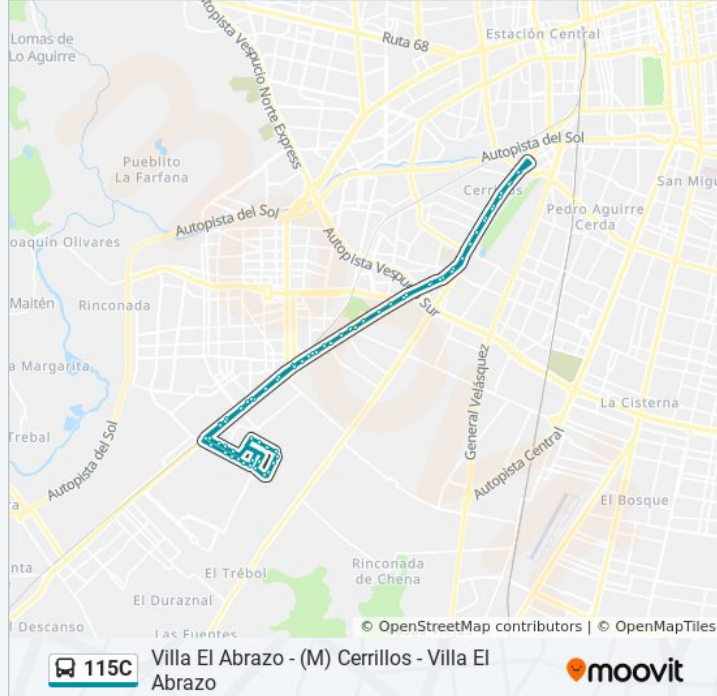 Lomas de
Lo Aguirre
Ruta 68
Estación Central
Autopista Vespucio Norte Express
Pueblito
La Farfana
Autopista del Sol
Cerrillos
San Migu
Pedro Aguirre
Cerda
Autopista del Sol
oaquín Olivares
Autopista Vespucio Sur
Maitén
Rinconada
a Margarita
General Velásquez
La Cisterna
Trebal
Autopista del Sol
Autopista Central
El Bosque
ra
nta
El Trébol
Rinconada
de Chena
El Duraznal
l Descanso
Las Fuentes
© OpenStreetMap contributors | © OpenMapTiles
115C
Villa El Abrazo - (M) Cerrillos - Villa El
Abrazo
moovit